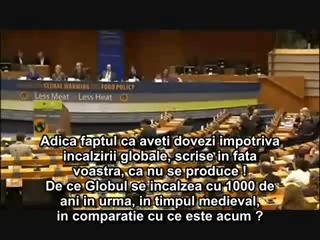 GLOBAL WARMING AND FOOD POLICY
Less Meat Less Heat
Adica faptul ca aveti dovezi impotriva
incalzirii globale, scrise in fata
voastra, ca nu se produce !
De ce Globul se incalzea cu 1000 de
ani in urma, in timpul medieval,
in comparatie cu ce este acum ?